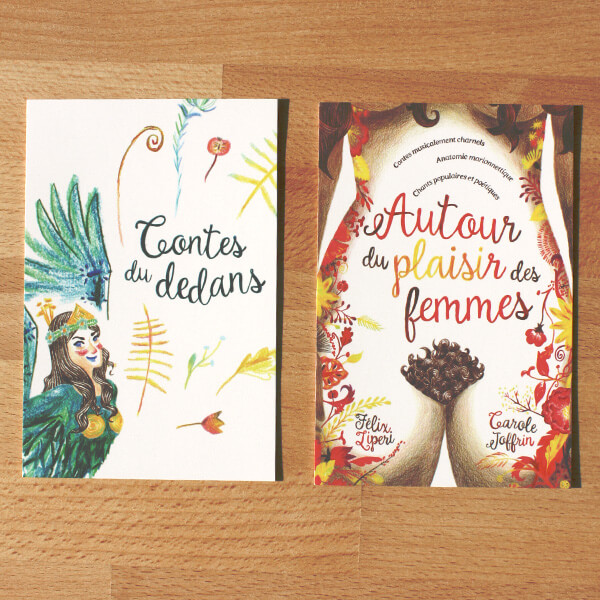 Contes
du dedans
Contes musicalement charnels
Anatomie marionnettique
Chants populaires et poétiques
Autour
du plaisir des
femmes
Félix Lipert
Carole Joffrin